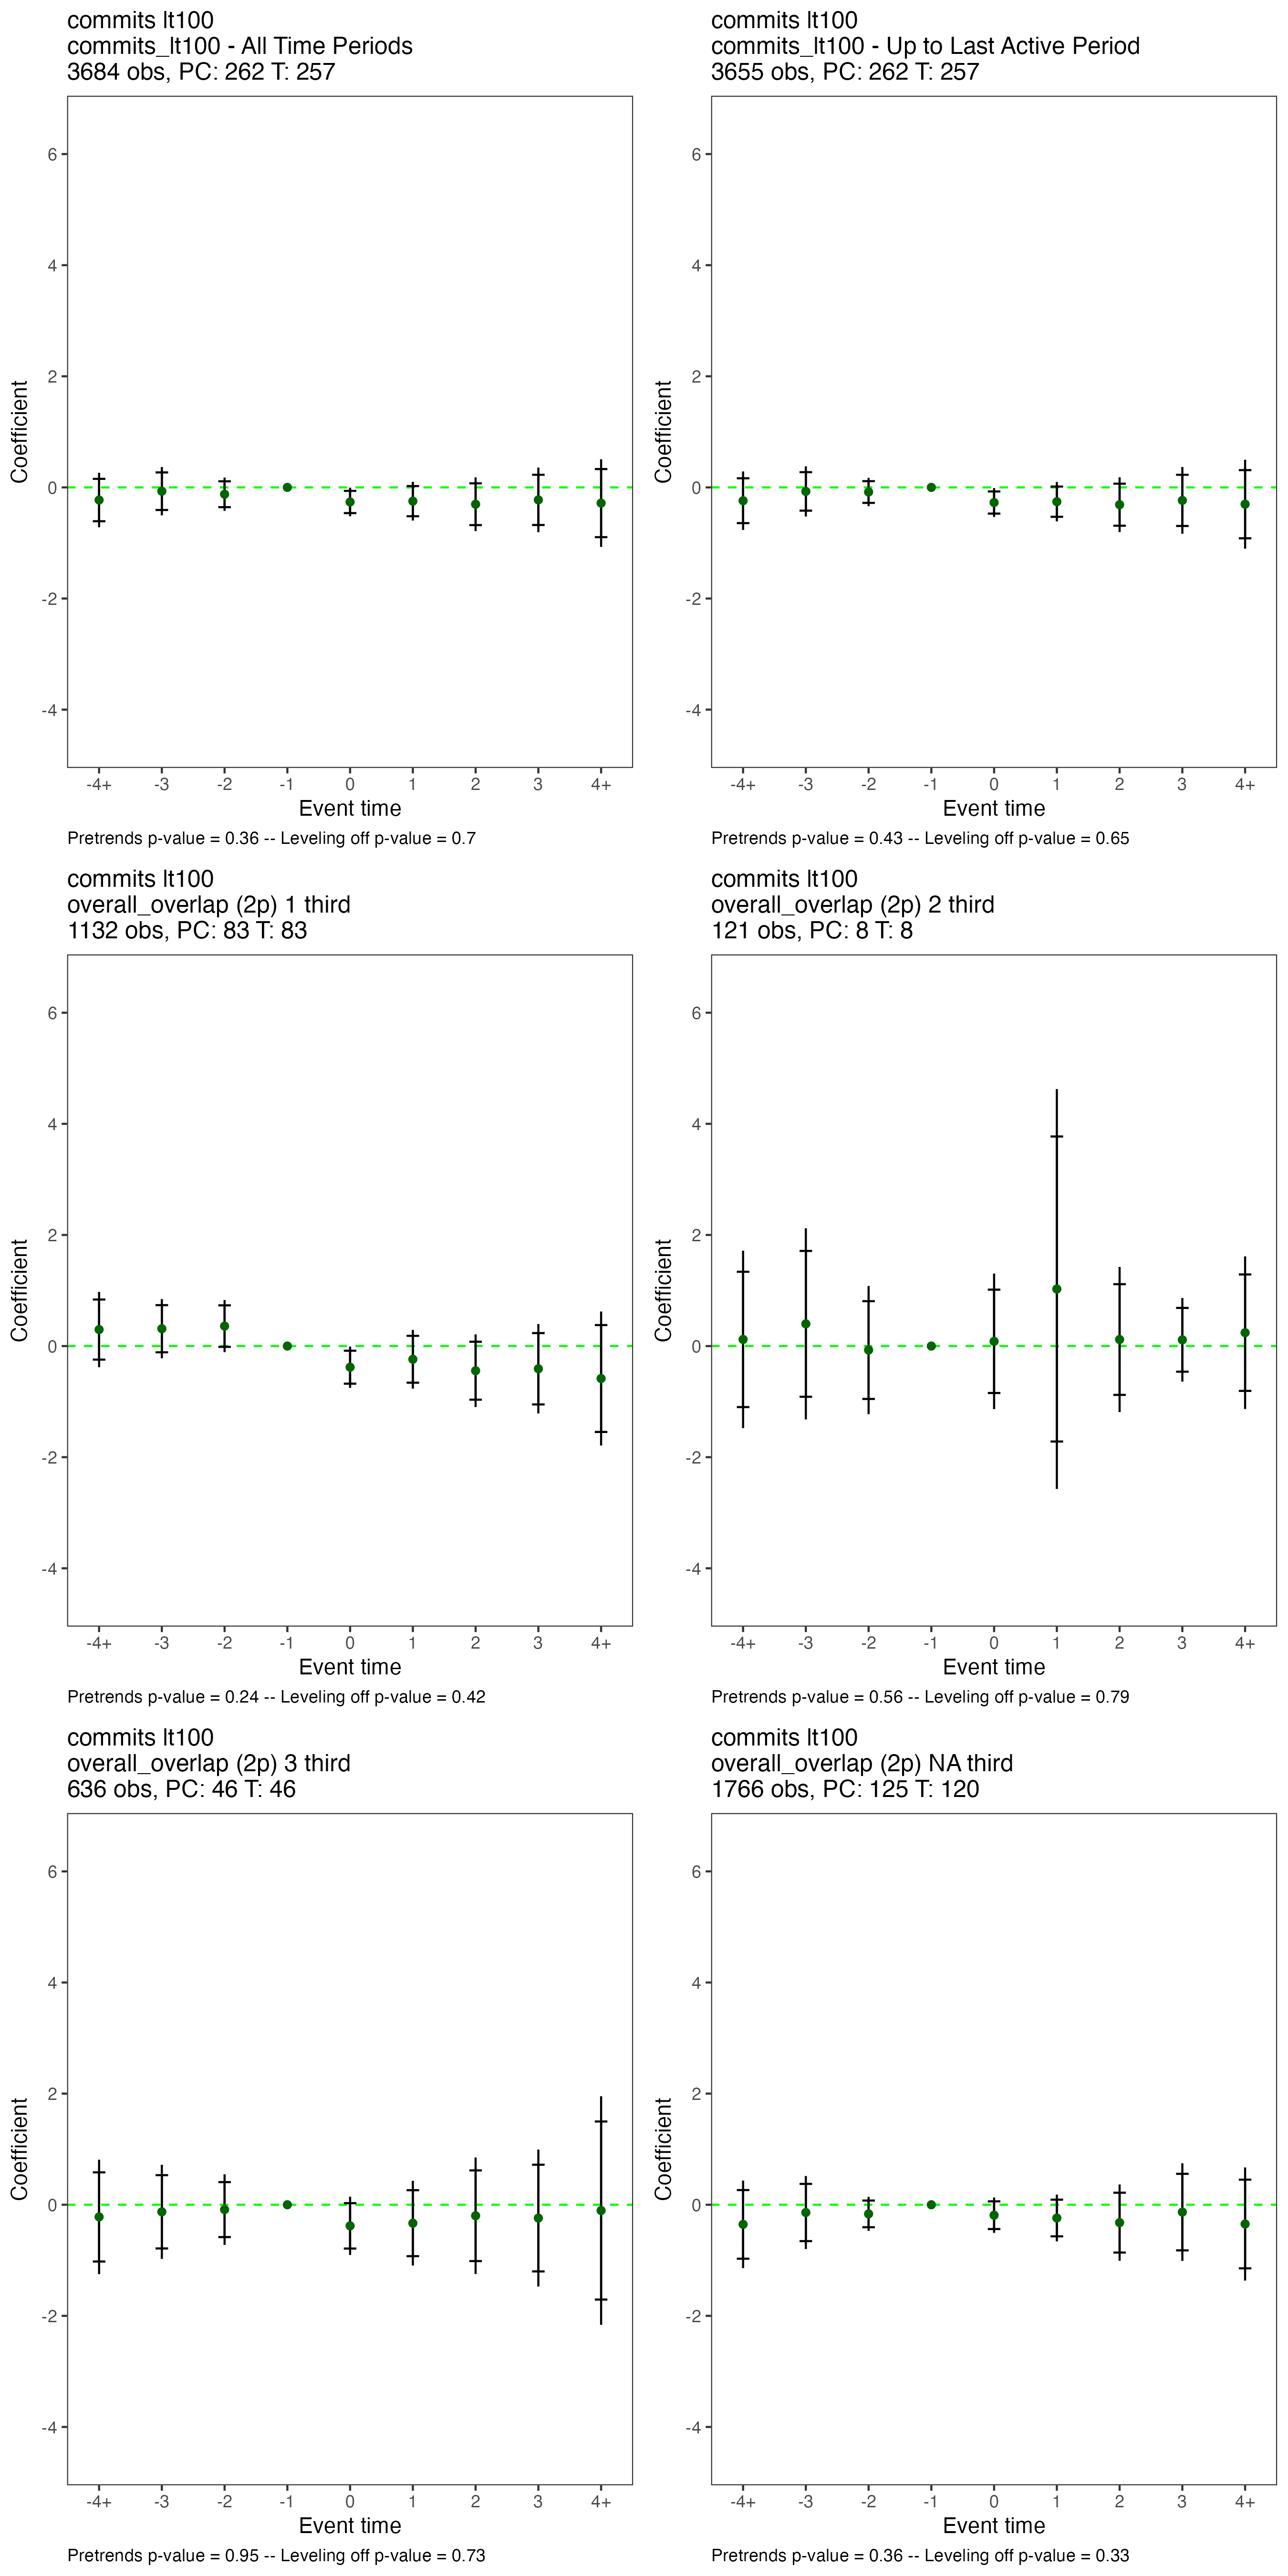 commits lt100
commits_lt100 - All Time Periods
3684 obs, PC: 262 T: 257
6
4
2
0
-2
-4
Coefficient
-4+ -3 -2 -1 0 1 2 3 4+
Event time
Pretrends p-value = 0.36 -- Leveling off p-value = 0.7
commits lt100
commits_lt100 - Up to Last Active Period
3655 obs, PC: 262 T: 257
6
4
2
0
-2
-4
Coefficient
-4+ -3 -2 -1 0 1 2 3 4+
Event time
Pretrends p-value = 0.43 -- Leveling off p-value = 0.65
commits lt100
overall_overlap (2p) 1 third
1132 obs, PC: 83 T: 83
6
4
2
0
-2
-4
Coefficient
-4+ -3 -2 -1 0 1 2 3 4+
Event time
Pretrends p-value = 0.24 -- Leveling off p-value = 0.42
commits lt100
overall_overlap (2p) 2 third
121 obs, PC: 8 T: 8
6
4
2
0
-2
-4
Coefficient
-4+ -3 -2 -1 0 1 2 3 4+
Event time
Pretrends p-value = 0.56 -- Leveling off p-value = 0.79
commits lt100
overall_overlap (2p) 3 third
636 obs, PC: 46 T: 46
6
4
2
0
-2
-4
Coefficient
-4+ -3 -2 -1 0 1 2 3 4+
Event time
Pretrends p-value = 0.95 -- Leveling off p-value = 0.73
commits lt100
overall_overlap (2p) NA third
1766 obs, PC: 125 T: 120
6
4
2
0
-2
-4
Coefficient
-4+ -3 -2 -1 0 1 2 3 4+
Event time
Pretrends p-value = 0.36 -- Leveling off p-value = 0.33